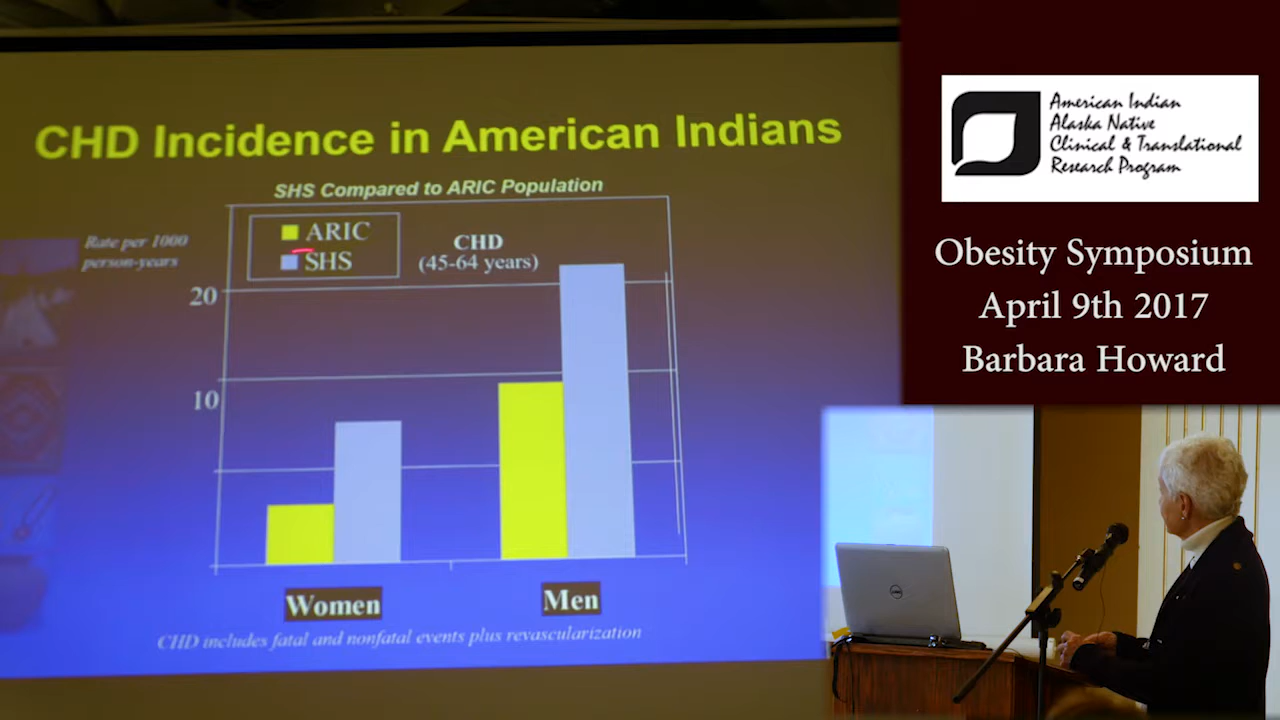 CHD Incidence in American Indians
SHS Compared to ARIC Population
Rate per 1000
person-years
ARIC
SHS
CHD
(45-64 years)
20
10
Women
Men
CHD includes fatal and nonfatal events plus revascularization
American Indian
Alaska Native
Clinical & Translational
Research Program
Obesity Symposium
April 9th 2017
Barbara Howard
DELL